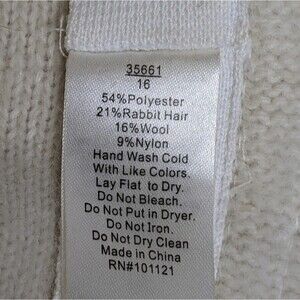 35661
16
54%Polyester
21%Rabbit Hair
16%Wool
9%Nylon
Hand Wash Cold
With Like Colors.
Lay Flat to Dry.
Do Not Bleach.
Do Not Put in Dryer.
Do Not Iron.
Do Not Dry Clean
Made in China
RN#101121